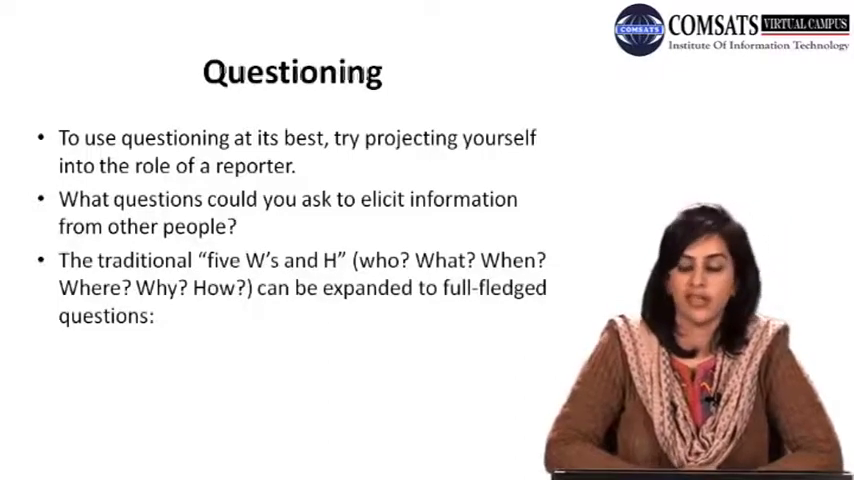 COMSATS VIRTUAL CAMPUS
COMSATS
Institute Of Information Technology
Questioning
• To use questioning at its best, try projecting yourself
into the role of a reporter.
• What questions could you ask to elicit information
from other people?
• The traditional “five W’s and H” (who? What? When?
Where? Why? How?) can be expanded to full-fledged
questions: